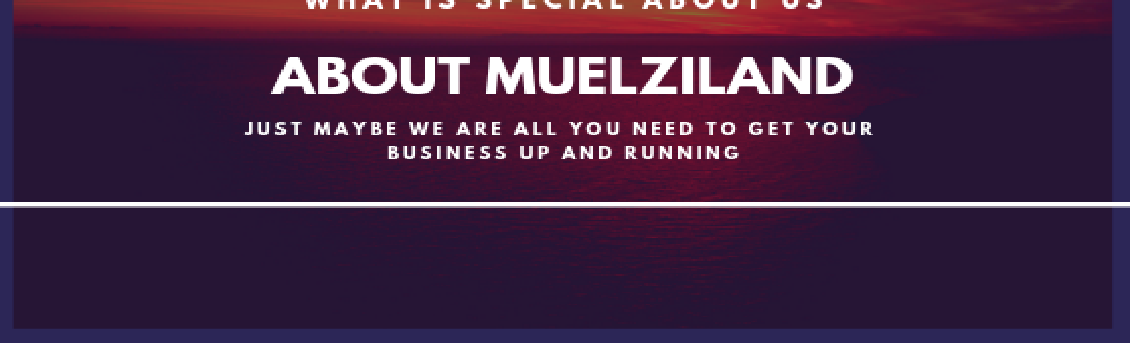 WHAT IS SPECIAL ABOUT US
ABOUT MUELZILAND
JUST MAYBE WE ARE ALL YOU NEED TO GET YOUR
BUSINESS UP AND RUNNING